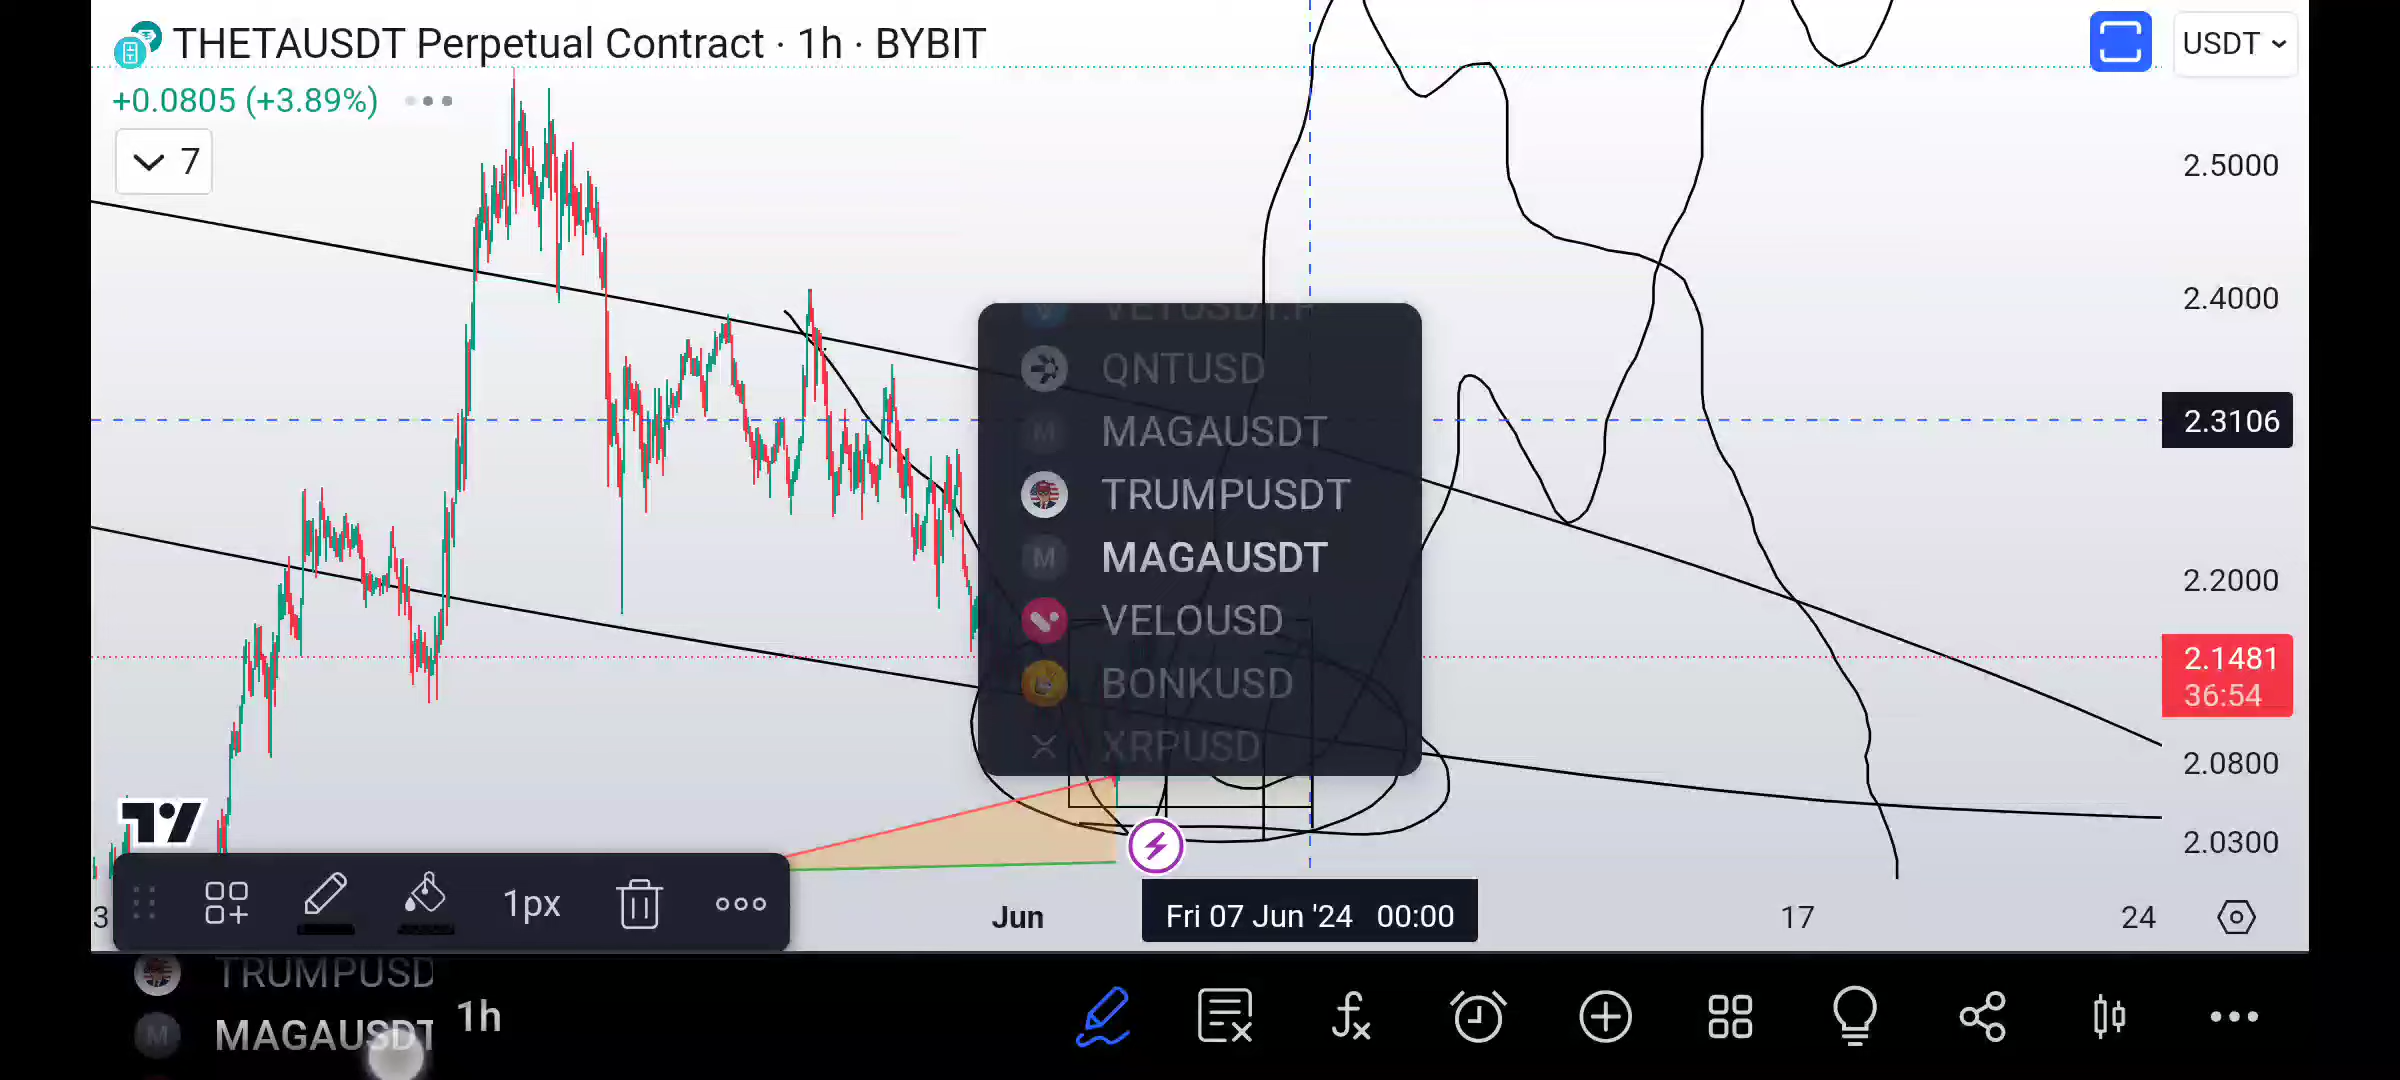 THETAUSDT Perpetual Contract · 1h · BYBIT
USDT
+0.0805 (+3.89%)
7
2.5000
2.4000
2.3106
2.2000
2.1481
36:54
2.0800
2.0300
VETUSDT.P
QNTUSD
MAGAUSDT
TRUMPUSDT
MAGAUSDT
VELOUSD
BONKUSD
XRPUSD
1px
3
Jun
Fri 07 Jun '24 00:00
17
24
TRUMPUSD
MAGAUSDT
1h